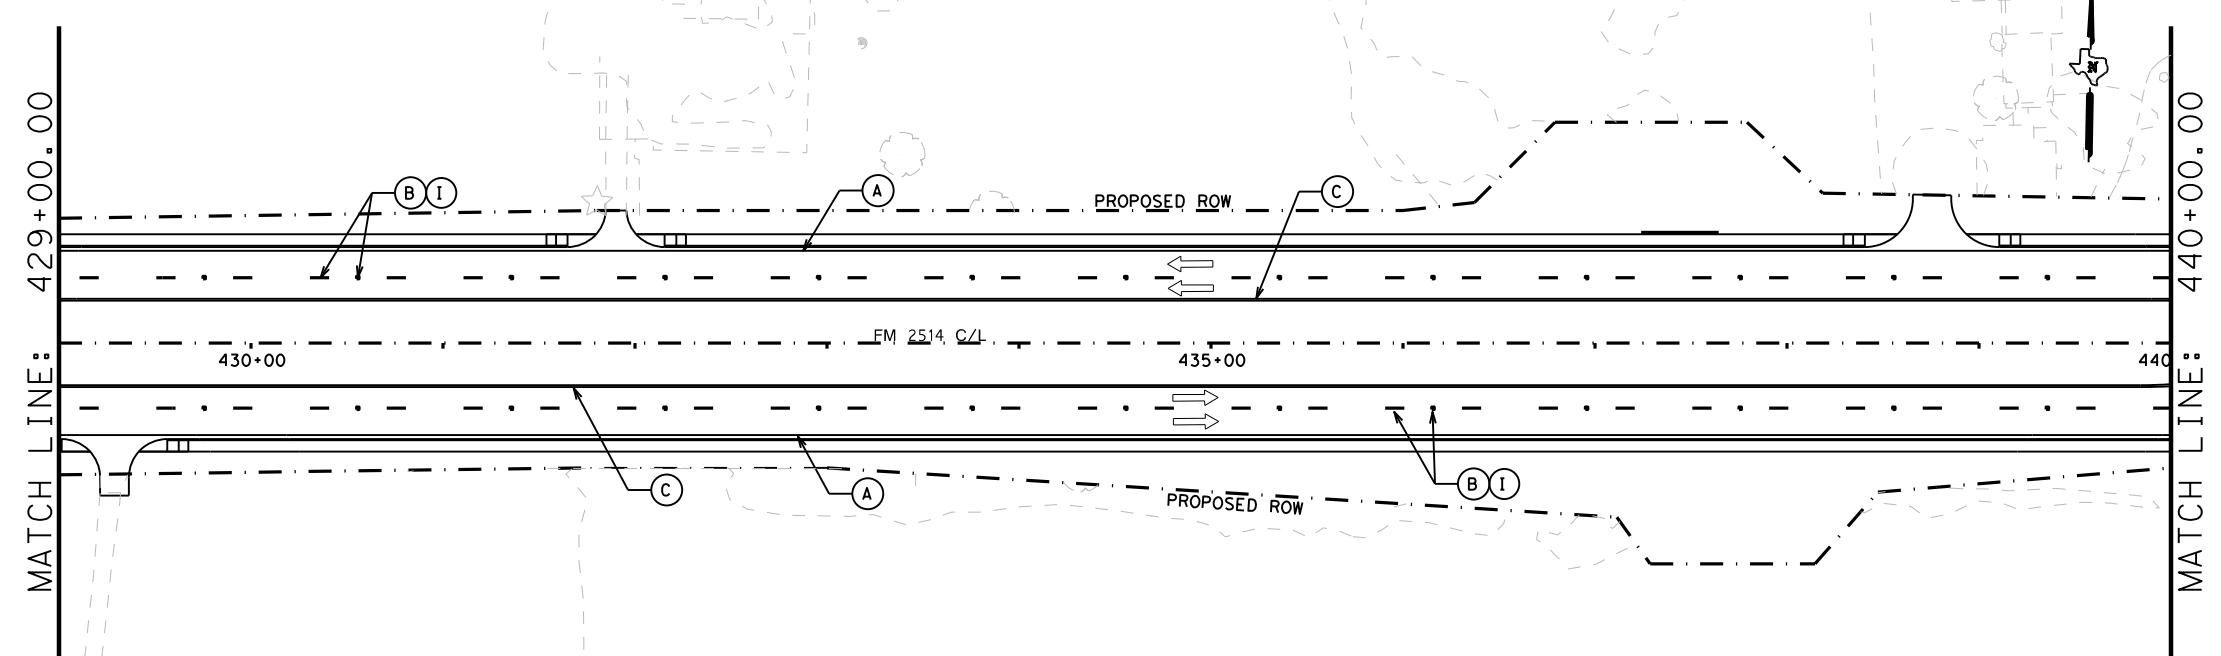 MATCH LINE: 429+00.00
MATCH LINE: 440+00.00
N
B I
A
PROPOSED ROW
C
FM 2514 C/L
430+00
435+00
440
C
A
PROPOSED ROW
B I